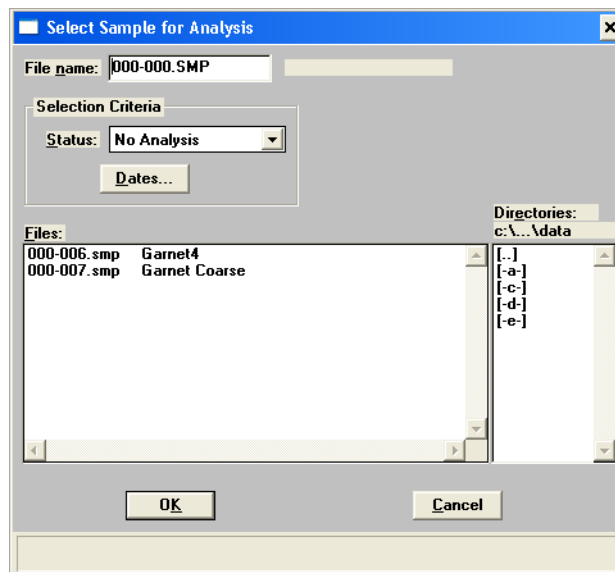 Select Sample for Analysis
File name: 000-000.SMP
Selection Criteria
Status: No Analysis
Dates...
Directories:
c:\...\data
Files:
000-006.smp Garnet4
000-007.smp Garnet Coarse
[..]
[-a-]
[-c-]
[-d-]
[-e-]
OK
Cancel